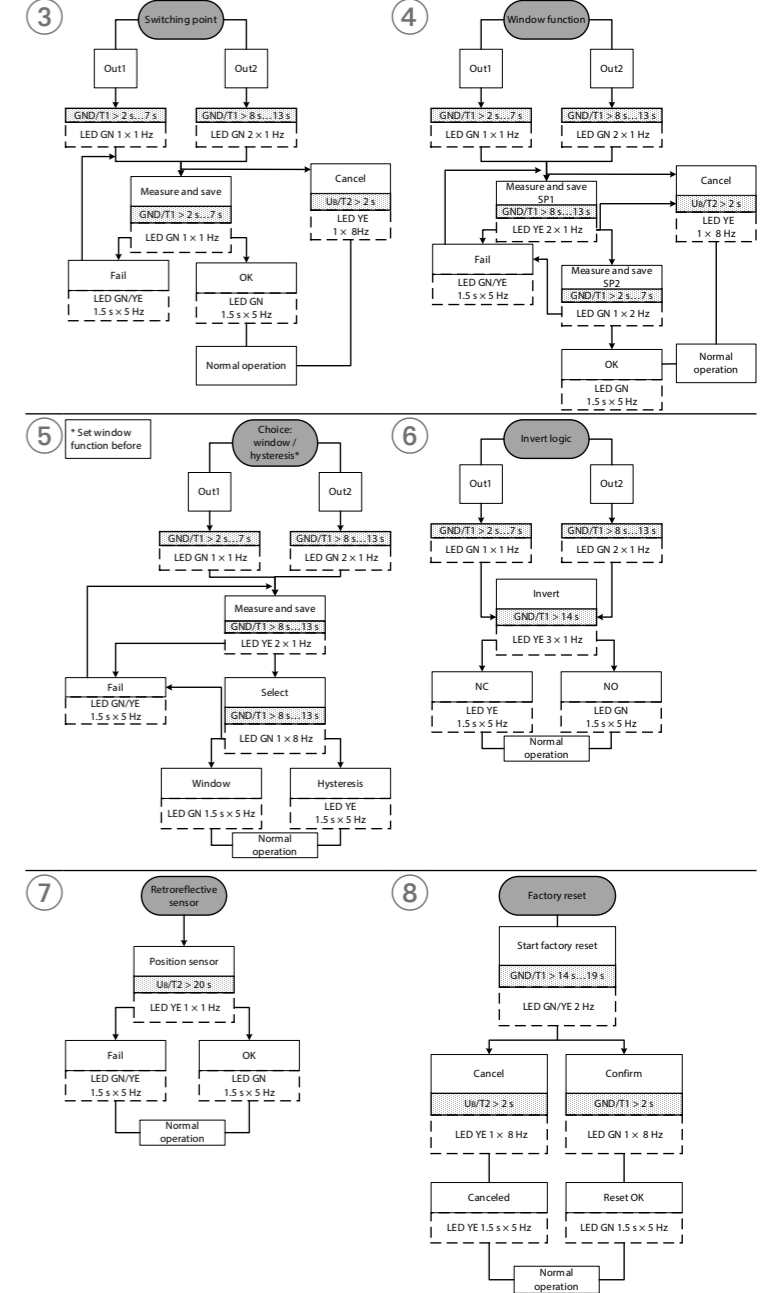 3
Switching point
Out1
Out2
GND/T1 > 2 s...7 s
LED GN 1 × 1 Hz
GND/T1 > 8 s...13 s
LED GN 2 × 1 Hz
Measure and save
GND/T1 > 2 s...7 s
LED GN 1 × 1 Hz
Cancel
UB/T2 > 2 s
LED YE
1 × 8Hz
Fail
LED GN/YE
1.5 s × 5 Hz
OK
LED GN
1.5 s × 5 Hz
Normal operation
4
Window function
Out1
Out2
GND/T1 > 2 s...7 s
LED GN 1 × 1 Hz
GND/T1 > 8 s...13 s
LED GN 2 × 1 Hz
Measure and save
SP1
GND/T1 > 8 s...13 s
LED YE 2 × 1 Hz
Cancel
UB/T2 > 2 s
LED YE
1 × 8 Hz
Fail
LED GN/YE
1.5 s × 5 Hz
Measure and save
SP2
GND/T1 > 2 s...7 s
LED GN 1 × 2 Hz
OK
LED GN
1.5 s × 5 Hz
Normal
operation
5
* Set window
function before
Choice:
window /
hysteresis*
Out1
Out2
GND/T1 > 2 s...7 s
LED GN 1 × 1 Hz
GND/T1 > 8 s...13 s
LED GN 2 × 1 Hz
Measure and save
GND/T1 > 8 s...13 s
LED YE 2 × 1 Hz
Fail
LED GN/YE
1.5 s × 5 Hz
Select
GND/T1 > 8 s...13 s
LED GN 1 × 8 Hz
Window
LED GN 1.5 s × 5 Hz
Hysteresis
LED YE
1.5 s × 5 Hz
Normal
operation
6
Invert logic
Out1
Out2
GND/T1 > 2 s...7 s
LED GN 1 × 1 Hz
GND/T1 > 8 s...13 s
LED GN 2 × 1 Hz
Invert
GND/T1 > 14 s
LED YE 3 × 1 Hz
NC
LED YE
1.5 s × 5 Hz
NO
LED GN
1.5 s × 5 Hz
Normal
operation
7
Retroreflective
sensor
Position sensor
UB/T2 > 20 s
LED YE 1 × 1 Hz
Fail
LED GN/YE
1.5 s × 5 Hz
OK
LED GN
1.5 s × 5 Hz
Normal
operation
8
Factory reset
Start factory reset
GND/T1 > 14 s...19 s
LED GN/YE 2 Hz
Cancel
UB/T2 > 2 s
LED YE 1 × 8 Hz
Confirm
GND/T1 > 2 s
LED GN 1 × 8 Hz
Canceled
LED YE 1.5 s × 5 Hz
Reset OK
LED GN 1.5 s × 5 Hz
Normal
operation